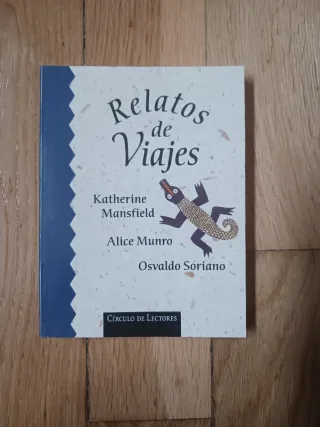 Relatos
de
Viajes
Katherine
Mansfield
Alice Munro
Osvaldo Soriano
CÍRCULO DE LECTORES